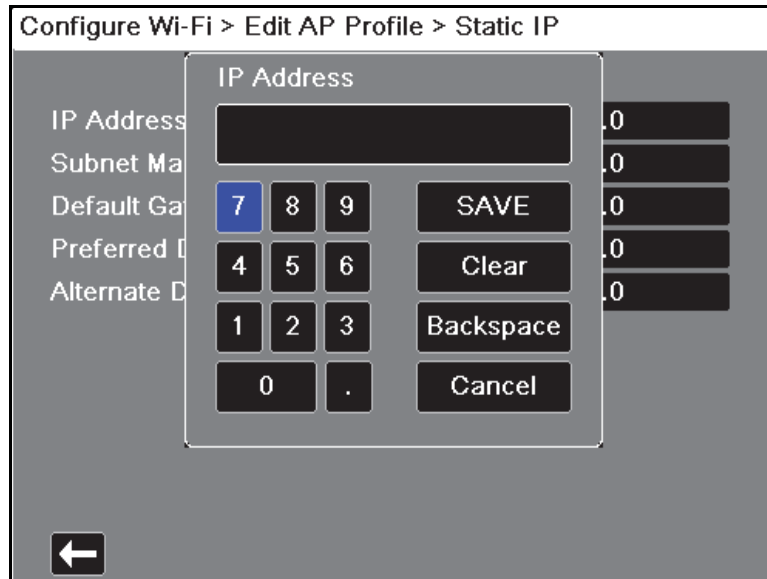 Configure Wi-Fi > Edit AP Profile > Static IP
IP Address
IP Address .0
Subnet Ma .0
Default Ga .0
Preferred .0
Alternate .0
7 8 9 SAVE
4 5 6 Clear
1 2 3 Backspace
0 . Cancel